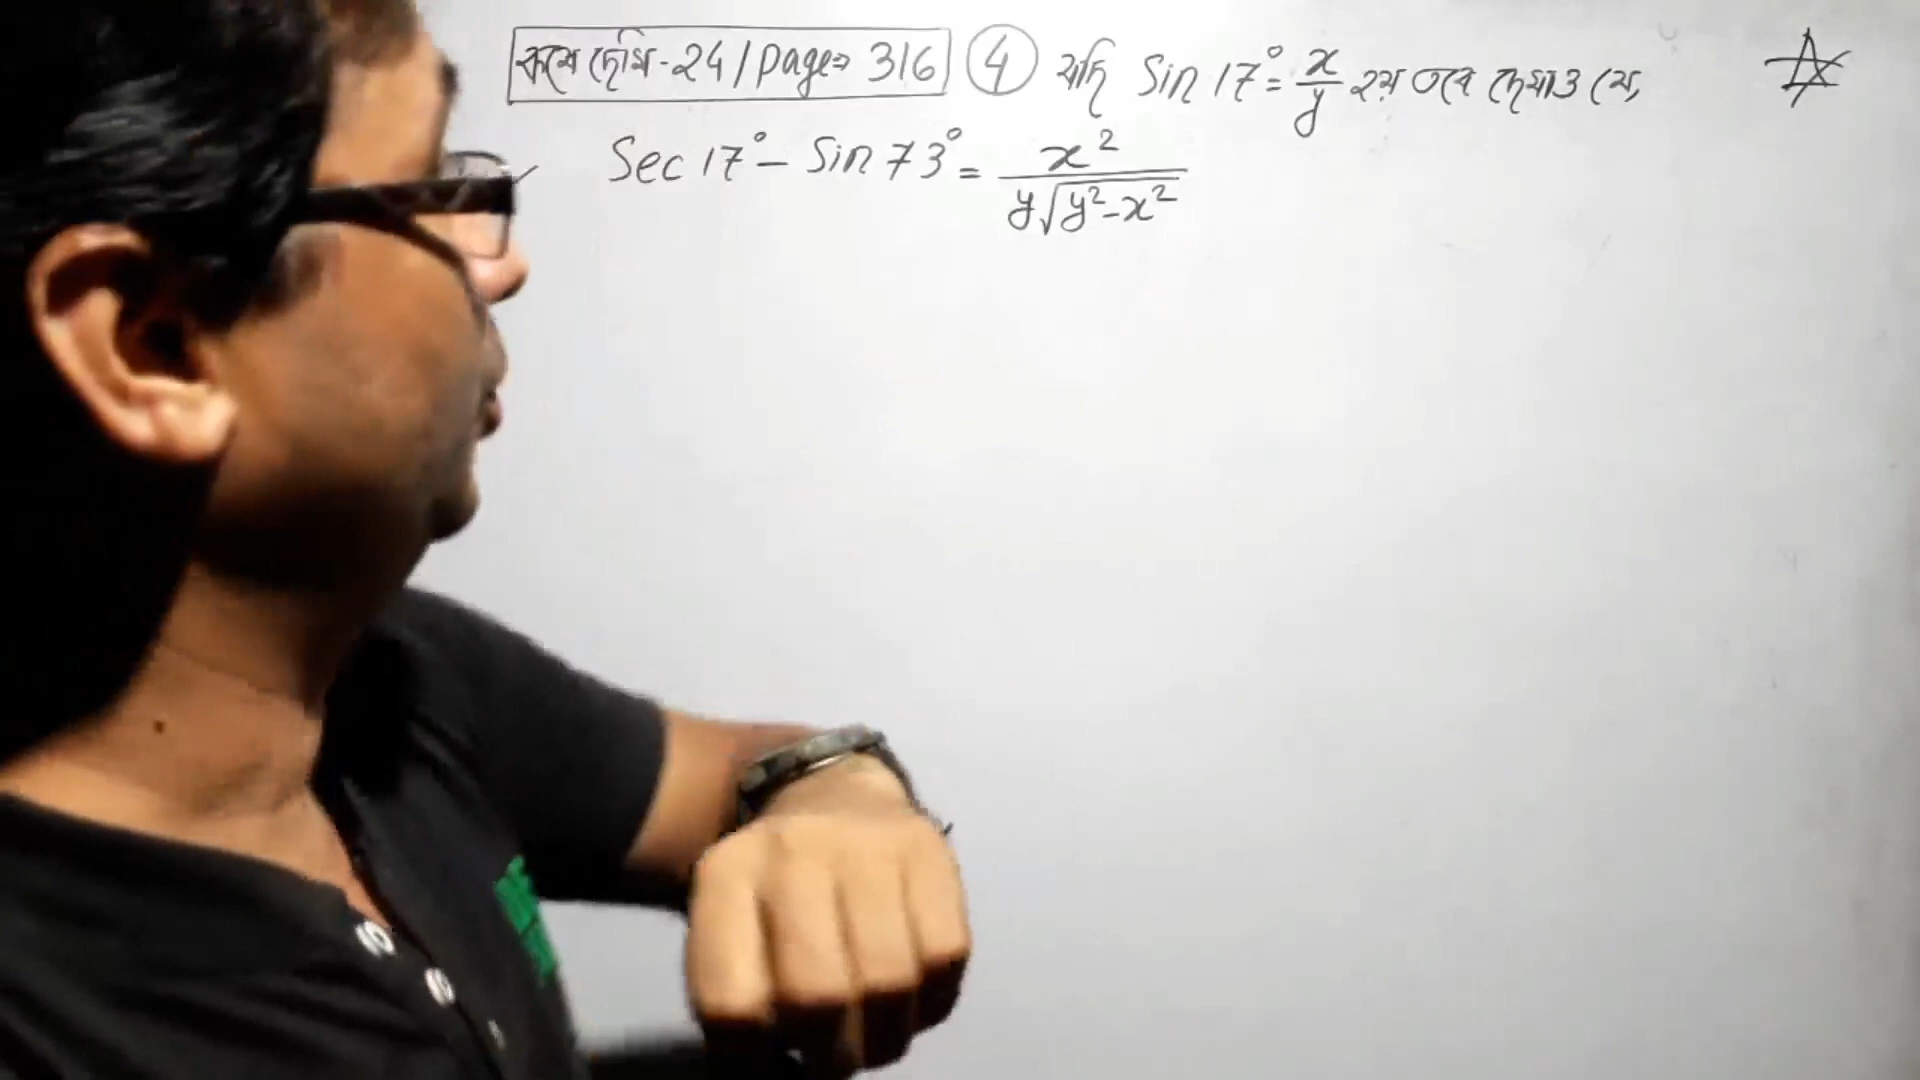 কষে দেখি-24 / Page⇒ 316 ④ যদি Sin 17° = x/y হয় তবে দেখাও যে,
Sec 17° - Sin 73° = x²/(y√(y²-x²))